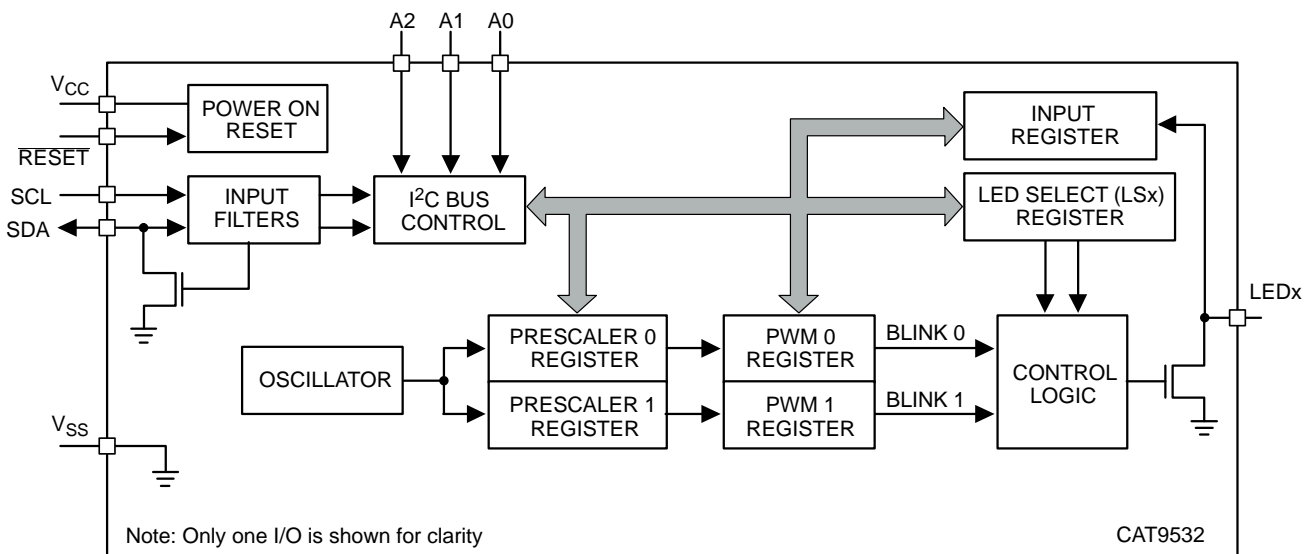 A2 A1 A0
VCC
POWER ON
RESET
RESET
INPUT
REGISTER
SCL
SDA
INPUT
FILTERS
I2C BUS
CONTROL
LED SELECT (LSx)
REGISTER
LEDx
OSCILLATOR
PRESCALER 0
REGISTER
PRESCALER 1
REGISTER
PWM 0
REGISTER
PWM 1
REGISTER
BLINK 0
BLINK 1
CONTROL
LOGIC
VSS
Note: Only one I/O is shown for clarity
CAT9532